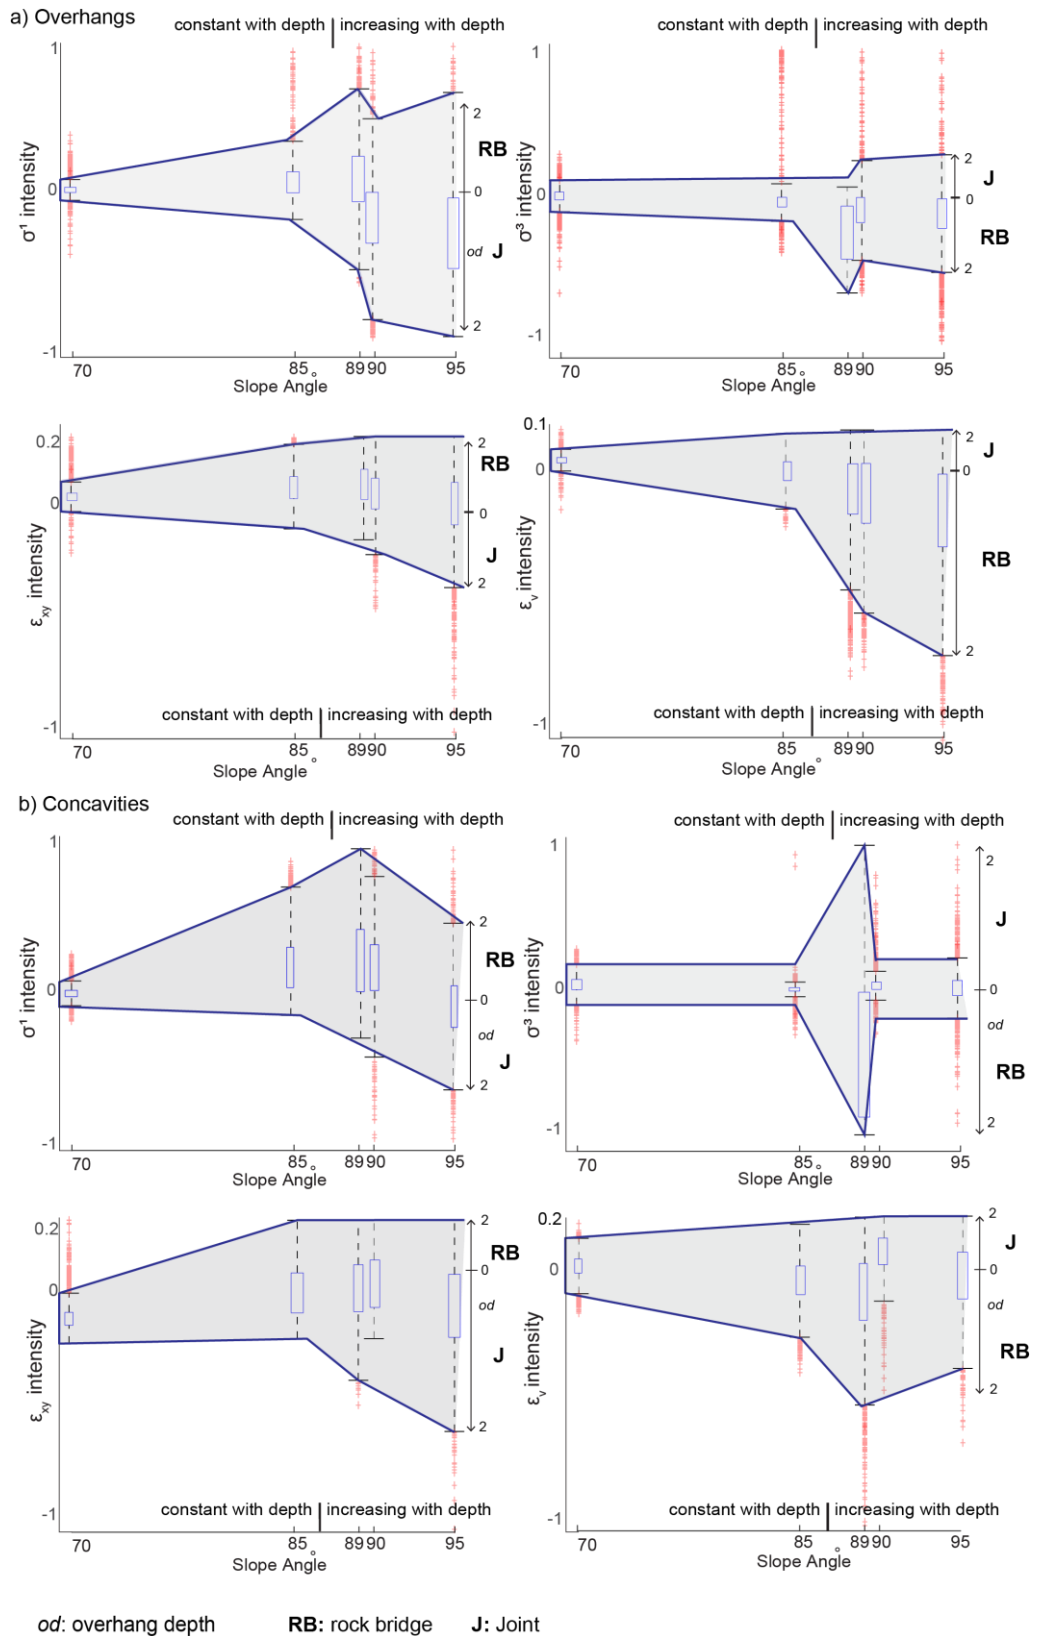 a) Overhangs
constant with depth | increasing with depth
constant with depth | increasing with depth
1
0
-1
σ¹ intensity
2
RB
0
od J
2
70 85 89 90 95
Slope Angle°
1
0
-1
σ³ intensity
2
J
0
RB
2
70 85 89 90 95
Slope Angle°
0.2
0
-1
εxy intensity
2
RB
0
J
2
constant with depth | increasing with depth
70 85 89 90 95
Slope Angle°
0.1
0
-1
εv intensity
2
J
0
RB
2
constant with depth | increasing with depth
70 85 89 90 95
Slope Angle°
b) Concavities
constant with depth | increasing with depth
constant with depth | increasing with depth
1
0
-1
σ¹ intensity
2
RB
0
od
J
2
70 85 89 90 95
Slope Angle°
1
0
-1
σ³ intensity
2
J
0
od
RB
2
70 85 89 90 95
Slope Angle°
0.2
0
-1
εxy intensity
2
RB
0
od
J
2
constant with depth | increasing with depth
70 85 89 90 95
Slope Angle°
0.2
0
-1
εv intensity
2
J
0
od
RB
2
constant with depth | increasing with depth
70 85 89 90 95
Slope Angle°
od: overhang depth RB: rock bridge J: Joint